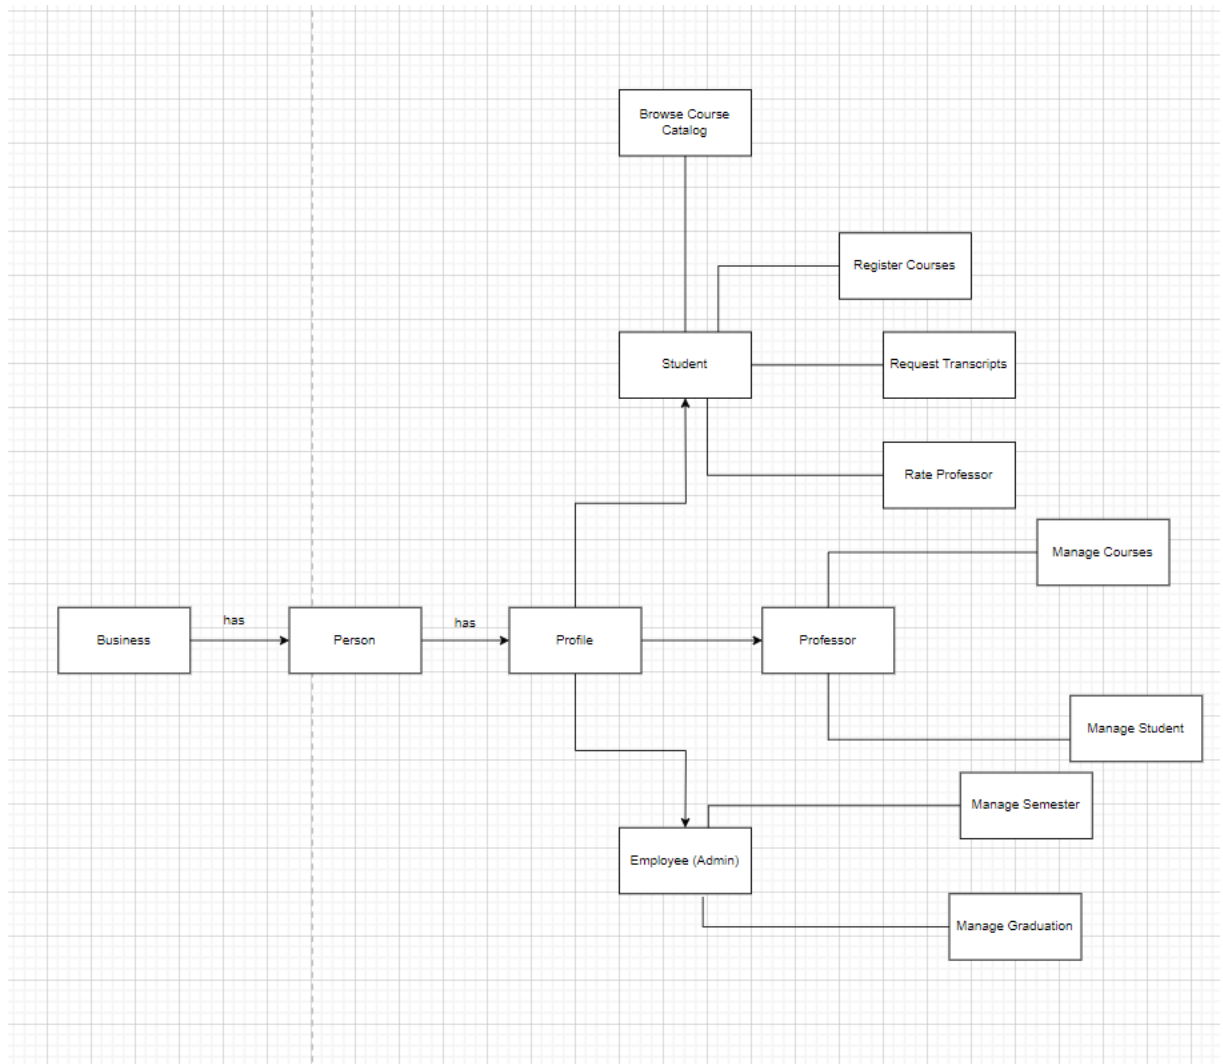 Browse Course
Catalog
Register Courses
Student
Request Transcripts
Rate Professor
Manage Courses
Business
has
Person
has
Profile
Professor
Manage Student
Manage Semester
Employee (Admin)
Manage Graduation